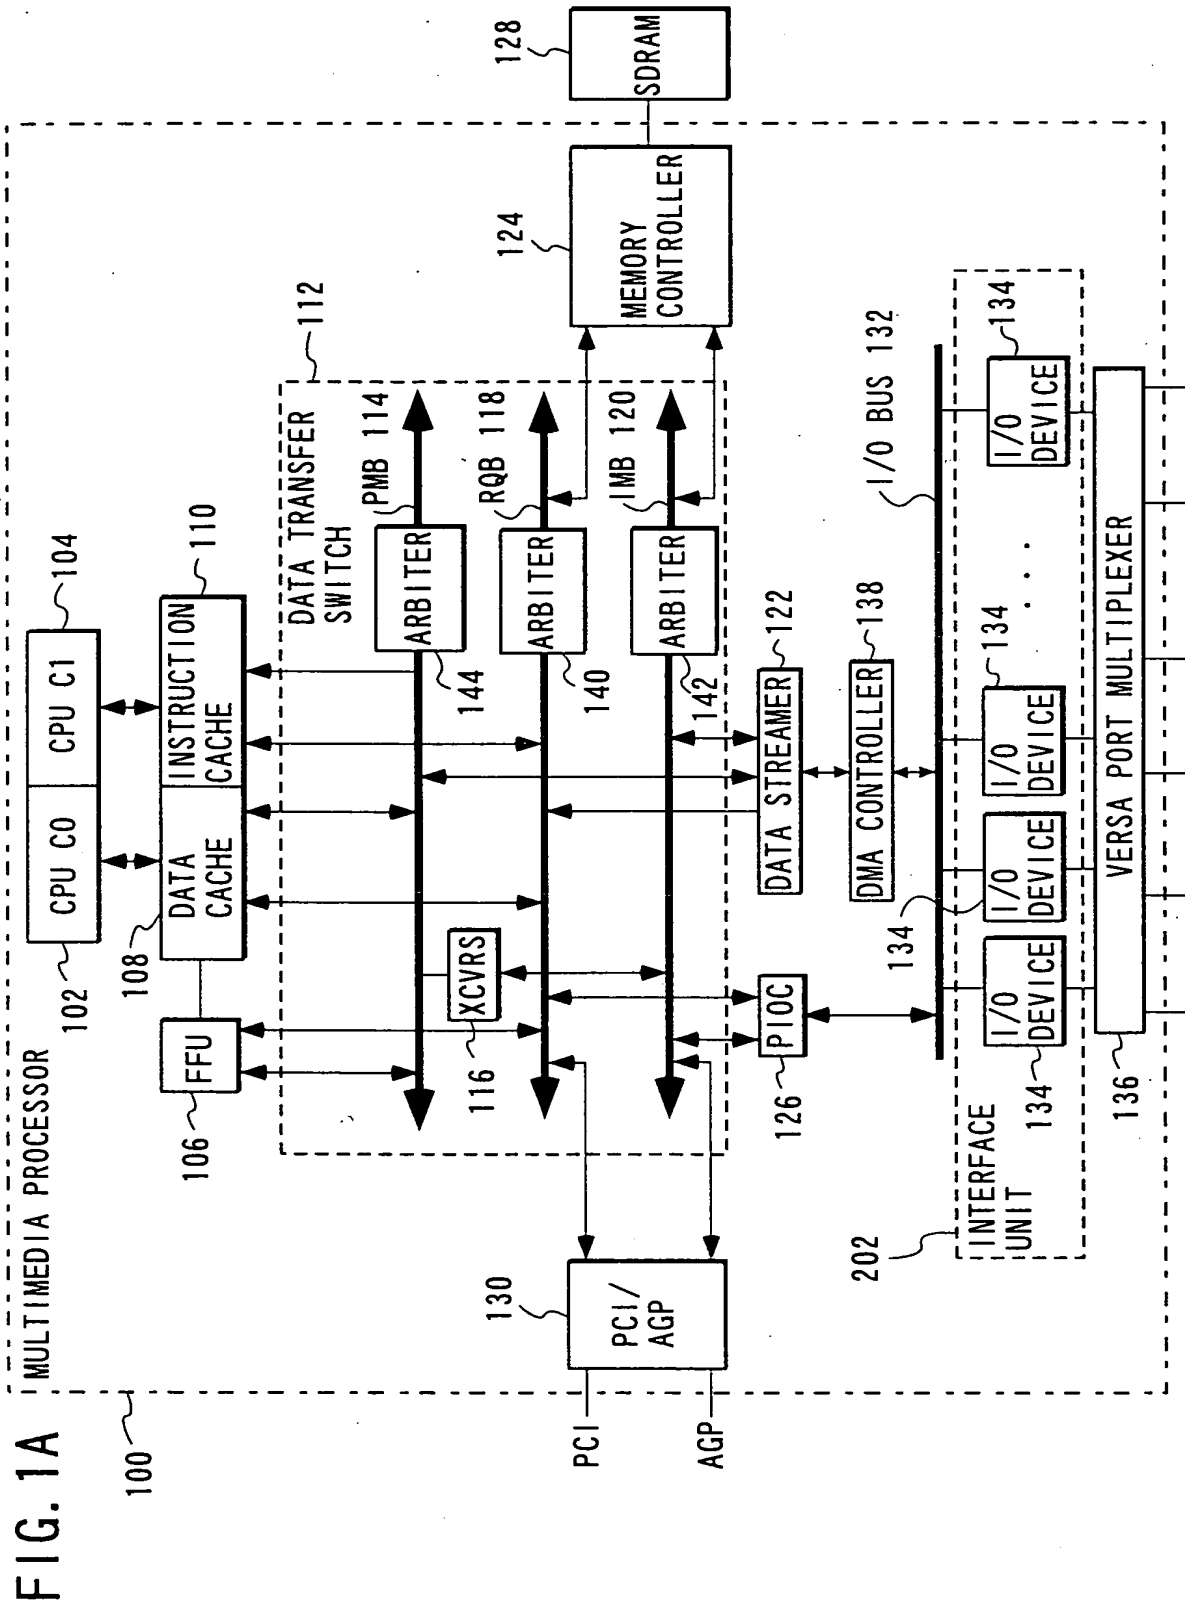 FIG. 1A
100
MULTIMEDIA PROCESSOR
102
CPU C0
CPU C1
104
106
FFU
108
DATA
CACHE
INSTRUCTION
CACHE
110
DATA TRANSFER
SWITCH
112
PMB 114
ARBITER
144
XCVRS
116
RQB 118
ARBITER
140
IMB 120
ARBITER
142
PCI
AGP
130
PCI/
AGP
124
MEMORY
CONTROLLER
128
SDRAM
126
PIOC
DATA STREAMER
122
DMA CONTROLLER
138
I/O BUS 132
202
INTERFACE
UNIT
134
I/O
DEVICE
134
I/O
DEVICE
134
I/O
DEVICE
134
I/O
DEVICE
136
VERSA PORT MULTIPLEXER